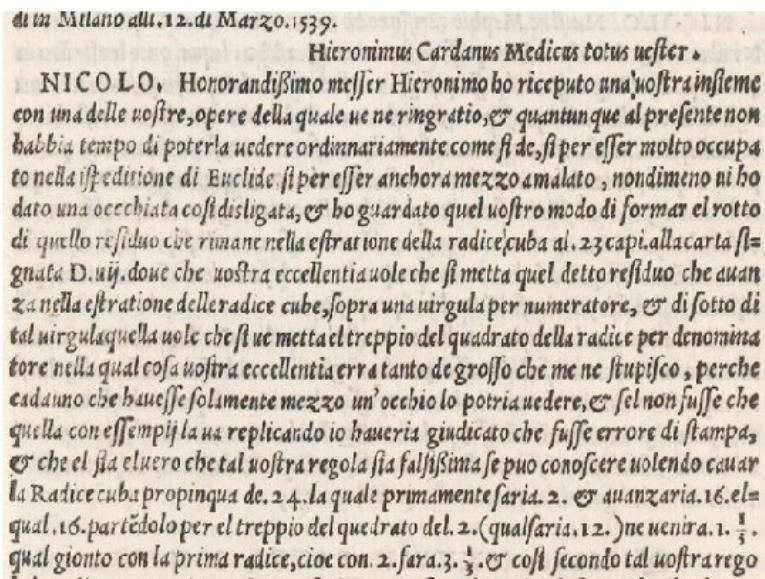 di in Milano alli.12.di Marzo.1539.
Hieronimus Cardanus Medicus totus uester.
NICOLO. Honorandißimo messer Hieronimo ho riceputo una uostra insieme
con una delle uostre, opere della quale ue ne ringratio, & quantunque al presente non
habbia tempo di poterla uedere ordinnariamente come si de, si per esser molto occupa
to nella ispeditione di Euclide si per esser anchora mezzo amalato, nondimeno ui ho
dato una occchiata cosi disligata, & ho guardato quel uostro modo di formar el rotto
di quello residuo che rimane nella estratione della radice cuba al.23 capi. alla carta si=
gnata D.uij. doue che uostra eccellentia uole che si metta quel detto residuo che auan
za nella estratione delle radice cube, sopra una uirgula per numeratore, & di sotto di
tal uirgula quella uole che si ue metta el treppio del quadrato della radice per denomina
tore nella qual cosa uostra eccellentia erra tanto de grosso che me ne stupisco, perche
cadauno che hauesse solamente mezzo un'occhio lo potria uedere, & sel non fusse che
quella con essempij la ua replicando io haueria giudicato che fusse errore di stampa,
& che el sia el uero che tal uostra regola sia falsißima se puo conoscere uolendo cauar
la Radice cuba propinqua de.24. la quale primamente saria.2. & auanzaria.16. el=
qual.16. partẽdolo per el treppio del quedrato del.2. (qual saria.12.) ne uenira.1.⅓.
qual gionto con la prima radice, cioe con.2. fara.3.⅓. & cosi secondo tal uostra rego